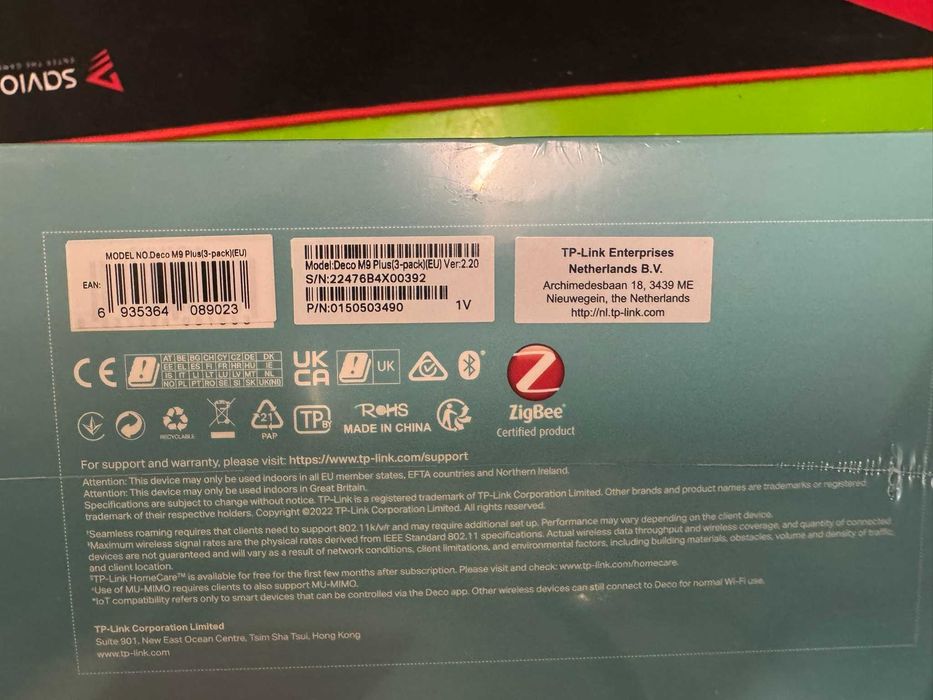 SAVIO
ENTER THE GAME
MODEL NO.Deco M9 Plus(3-pack)(EU)
EAN:
6 935364 089023
Model:Deco M9 Plus(3-pack)(EU) Ver:2.20
S/N:22476B4X00392
P/N:0150503490 1V
TP-Link Enterprises
Netherlands B.V.
Archimedesbaan 18, 3439 ME
Nieuwegein, the Netherlands
http://nl.tp-link.com
CE
AT BE BG CH CY CZ DE DK
EE EL ES FI FR HR HU IE
IS IT LI LT LU LV MT NL
NO PL PT RO SE SI SK UK(NI)
UK
CA
UK
RECYCLABLE
21
PAP
TP
BY
RoHS
MADE IN CHINA
Z
ZigBee®
Certified product
For support and warranty, please visit: https://www.tp-link.com/support
Attention: This device may only be used indoors in all EU member states, EFTA countries and Northern Ireland.
Attention: This device may only be used indoors in Great Britain.
Specifications are subject to change without notice. TP-Link is a registered trademark of TP-Link Corporation Limited. Other brands and product names are trademarks or registered
trademark of their respective holders. Copyright ©2022 TP-Link Corporation Limited. All rights reserved.
Seamless roaming requires that clients need to support 802.11k/v/r and may require additional set up. Performance may vary depending on the client device.
Maximum wireless signal rates are the physical rates derived from IEEE Standard 802.11 specifications. Actual wireless data throughput and wireless coverage, and quantity of connected
devices are not guaranteed and will vary as a result of network conditions, client limitations, and environmental factors, including building materials, obstacles, volume and density of traffic,
and client location.
TP-Link HomeCare™ is available for free for the first few months after subscription. Please visit and check: www.tp-link.com/homecare.
Use of MU-MIMO requires clients to also support MU-MIMO.
*IoT compatibility refers only to smart devices that can be controlled via the Deco app. Other wireless devices can still connect to Deco for normal Wi-Fi use.
TP-Link Corporation Limited
Suite 901, New East Ocean Centre, Tsim Sha Tsui, Hong Kong
www.tp-link.com